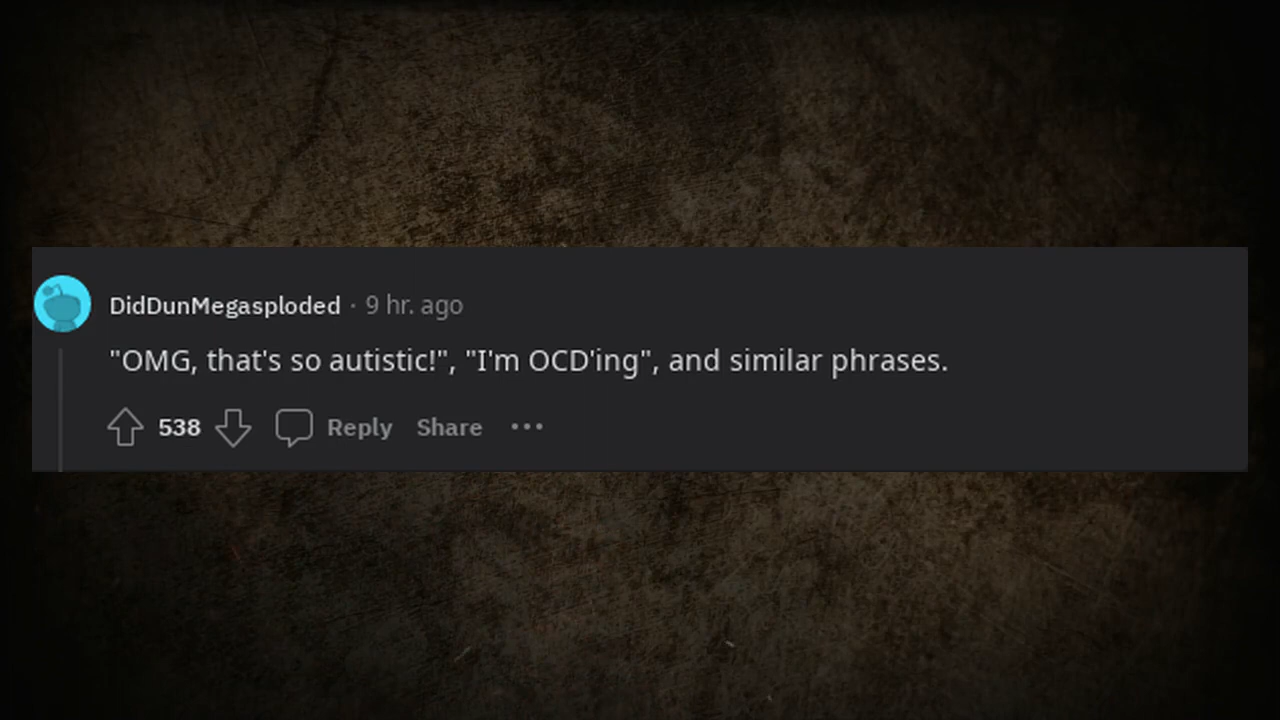 DidDunMegasploded · 9 hr. ago
"OMG, that's so autistic!", "I'm OCD'ing", and similar phrases.
538 Reply Share ···